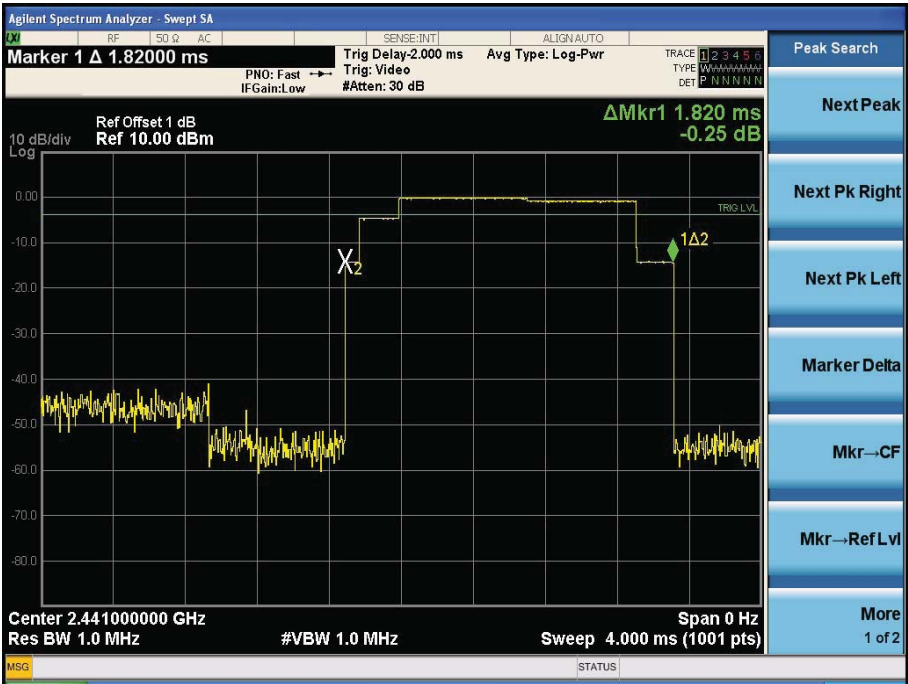 Agilent Spectrum Analyzer - Swept SA
LXI RF 50 Ω AC SENSE:INT ALIGN AUTO
Marker 1 Δ 1.82000 ms
PNO: Fast
IFGain:Low
Trig Delay-2.000 ms
Trig: Video
#Atten: 30 dB
Avg Type: Log-Pwr
TRACE 1 2 3 4 5 6
TYPE W
DET P N N N N N
Peak Search
Next Peak
Next Pk Right
Next Pk Left
Marker Delta
Mkr→CF
Mkr→Ref Lvl
More
1 of 2
ΔMkr1 1.820 ms
-0.25 dB
Ref Offset 1 dB
10 dB/div Ref 10.00 dBm
Log
0.00
TRIG LVL
-10.0
1Δ2
X2
-20.0
-30.0
-40.0
-50.0
-60.0
-70.0
-80.0
Center 2.441000000 GHz Span 0 Hz
Res BW 1.0 MHz #VBW 1.0 MHz Sweep 4.000 ms (1001 pts)
MSG STATUS